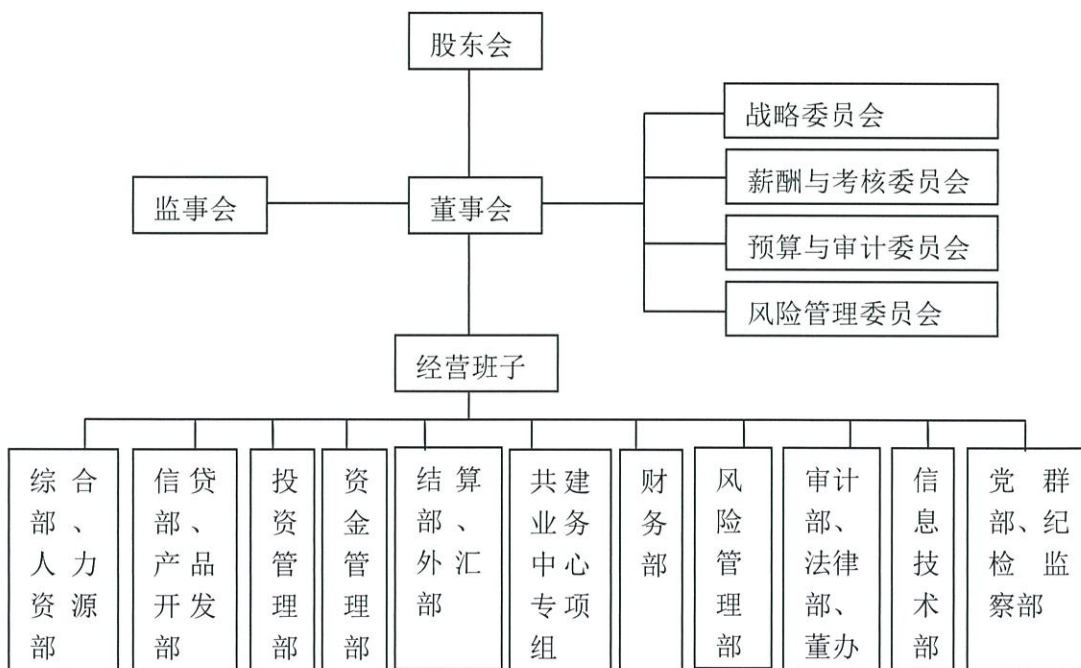 股东会
战略委员会
薪酬与考核委员会
监事会
董事会
预算与审计委员会
风险管理委员会
经营班子
综合
部、
人力
资源
部
信贷
部、
产品
开发
部
投
资
管
理
部
资
金
管
理
部
结算
部、
外汇
部
共建
业务
中心
专项
组
财
务
部
风
险
管
理
部
审计
部、
法律
部、
董办
信
息
技
术
部
党群
部、纪
检监
察部